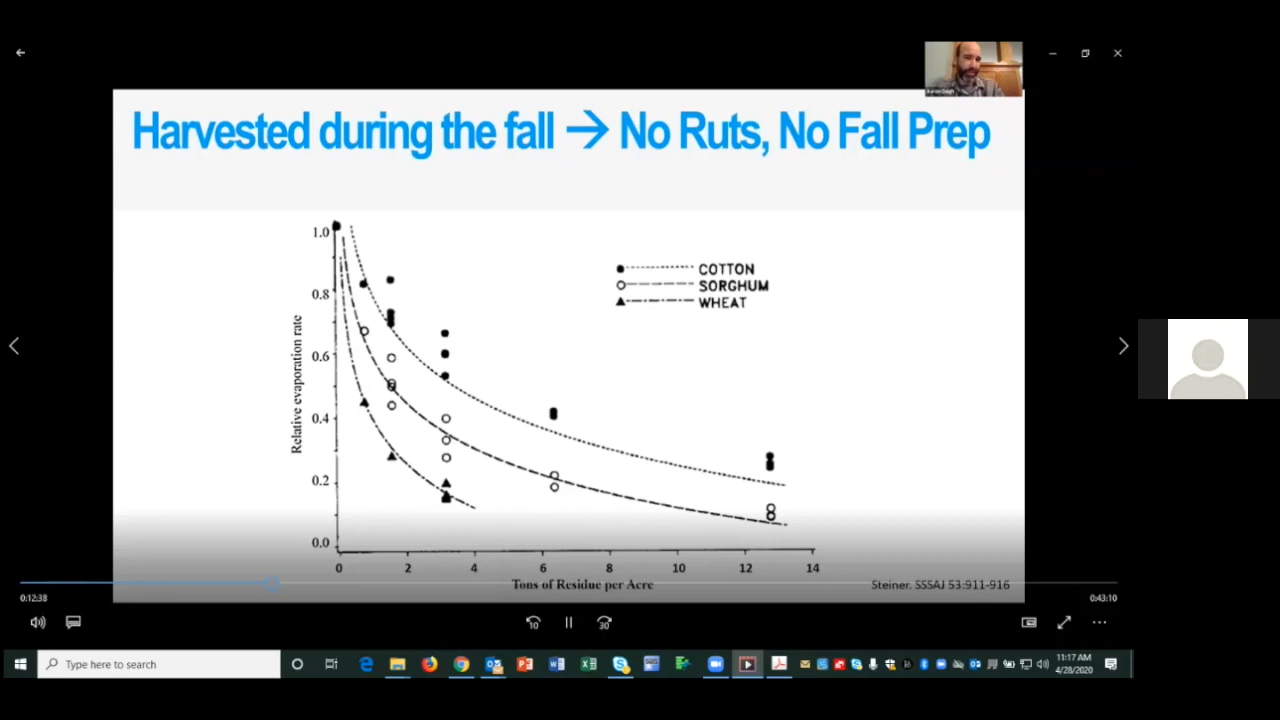 Harvested during the fall → No Ruts, No Fall Prep
1.0
0.8
0.6
0.4
0.2
0.0
Relative evaporation rate
COTTON
SORGHUM
WHEAT
0 2 4 6 8 10 12 14
Tons of Residue per Acre
Steiner. SSSAJ 53:911-916
0:12:38
0:43:10
10
30
Type here to search
11:17 AM
4/28/2020